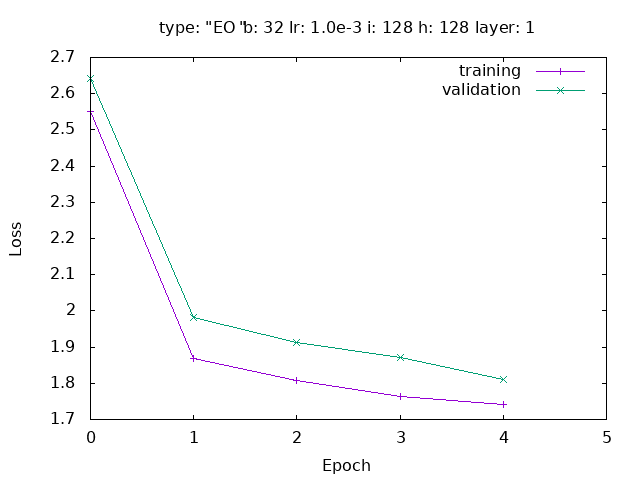 type: "EO "b: 32 lr: 1.0e-3 i: 128 h: 128 layer: 1
2.7
2.6
2.5
2.4
2.3
2.2
2.1
2
1.9
1.8
1.7
Loss
training
validation
0 1 2 3 4 5
Epoch